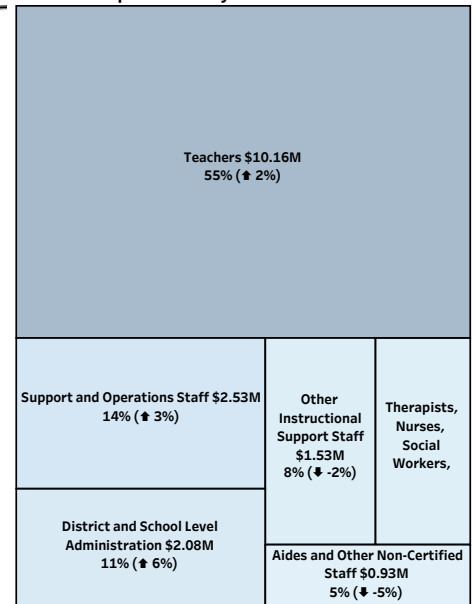 Teachers $10.16M
55% (⬆ 2%)
Support and Operations Staff $2.53M
14% (⬆ 3%)
Other
Instructional
Support Staff
$1.53M
8% (⬇ -2%)
Therapists,
Nurses,
Social
Workers,
District and School Level
Administration $2.08M
11% (⬆ 6%)
Aides and Other Non-Certified
Staff $0.93M
5% (⬇ -5%)